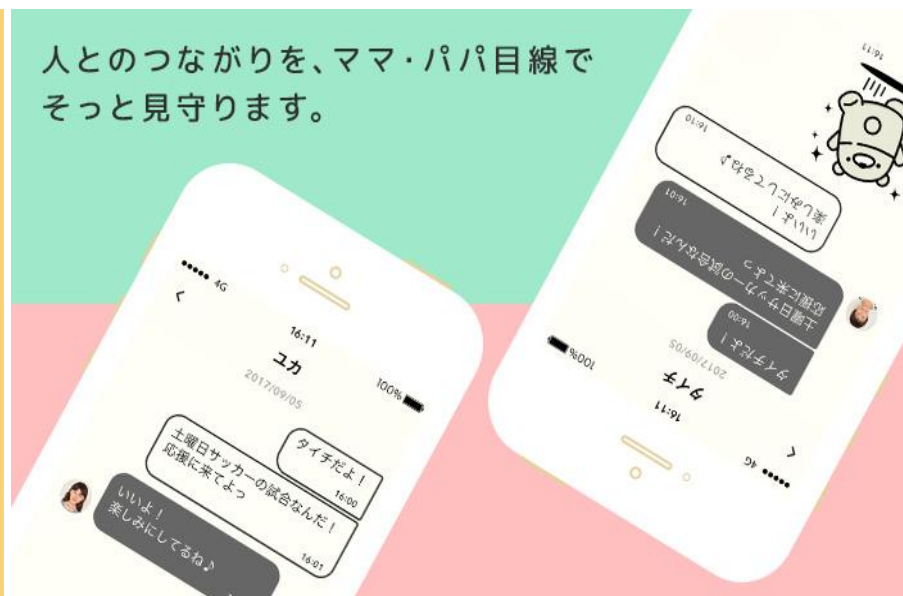 人とのつながりを、ママ・パパ目線で
そっと見守ります。
4G
16:11
100%
ユカ
2017/09/05
タイチだよ！
16:00
土曜日サッカーの試合なんだ！
応援に来てよっ
16:01
いいよ！
楽しみにしてるね♪
4G
16:11
100%
タイチ
2017/09/05
タイチだよ！
16:00
土曜日サッカーの試合なんだ！
応援に来てよっ
16:01
いいよ！
楽しみにしてるね♪
16:10
16:11